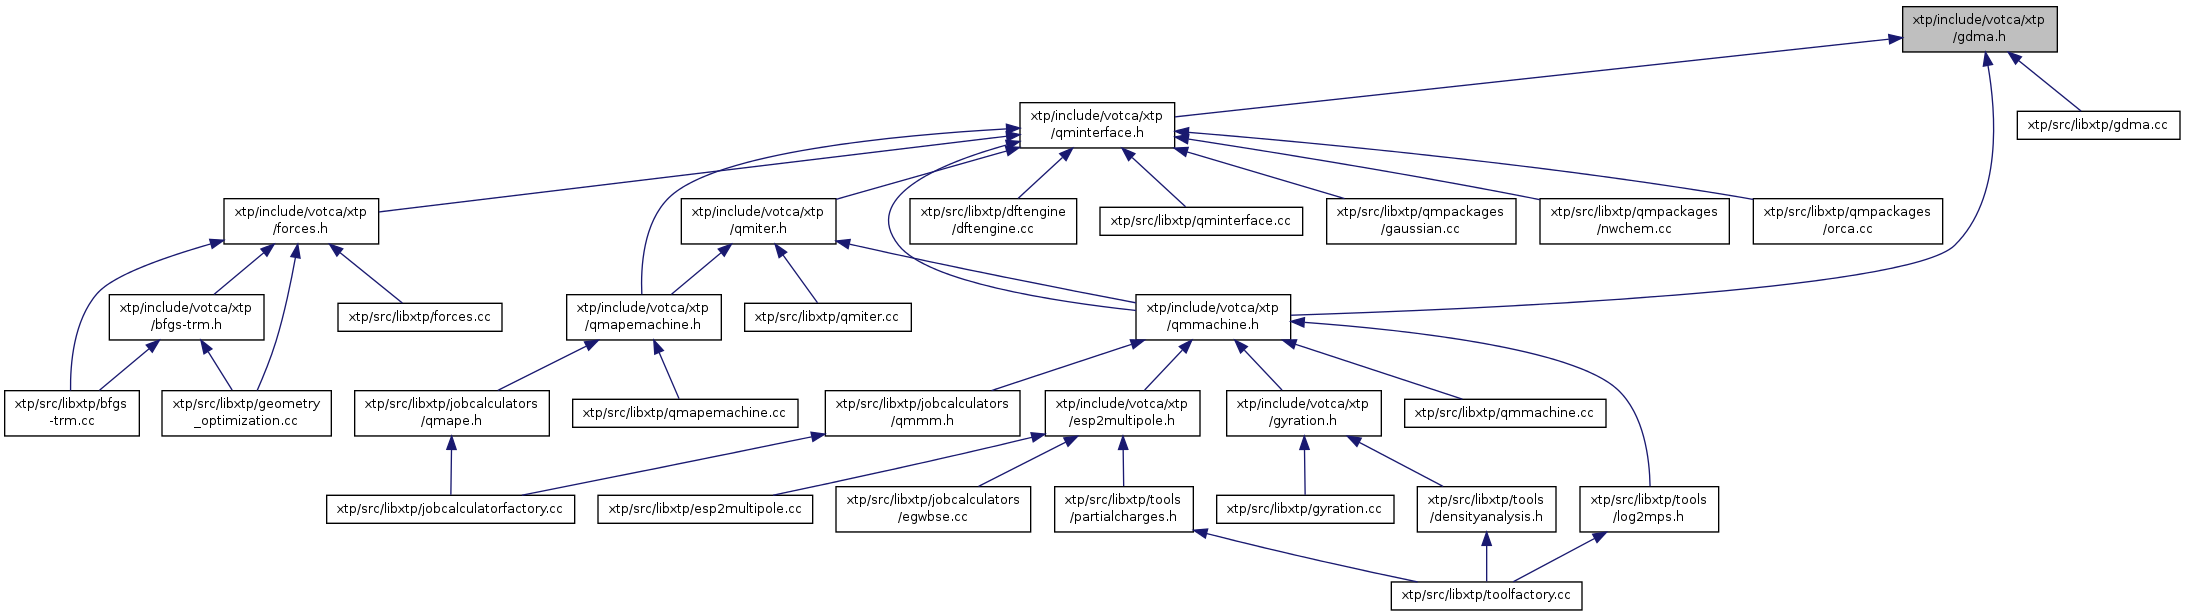 xtp/include/votca/xtp
/gdma.h
xtp/include/votca/xtp
/qminterface.h
xtp/src/libxtp/gdma.cc
xtp/include/votca/xtp
/forces.h
xtp/include/votca/xtp
/qmiter.h
xtp/src/libxtp/dftengine
/dftengine.cc
xtp/src/libxtp/qminterface.cc
xtp/src/libxtp/qmpackages
/gaussian.cc
xtp/src/libxtp/qmpackages
/nwchem.cc
xtp/src/libxtp/qmpackages
/orca.cc
xtp/include/votca/xtp
/bfgs-trm.h
xtp/src/libxtp/forces.cc
xtp/include/votca/xtp
/qmapemachine.h
xtp/src/libxtp/qmiter.cc
xtp/include/votca/xtp
/qmmachine.h
xtp/src/libxtp/bfgs
-trm.cc
xtp/src/libxtp/geometry
_optimization.cc
xtp/src/libxtp/jobcalculators
/qmape.h
xtp/src/libxtp/qmapemachine.cc
xtp/src/libxtp/jobcalculators
/qmmm.h
xtp/include/votca/xtp
/esp2multipole.h
xtp/include/votca/xtp
/gyration.h
xtp/src/libxtp/qmmachine.cc
xtp/src/libxtp/jobcalculatorfactory.cc
xtp/src/libxtp/esp2multipole.cc
xtp/src/libxtp/jobcalculators
/egwbse.cc
xtp/src/libxtp/tools
/partialcharges.h
xtp/src/libxtp/gyration.cc
xtp/src/libxtp/tools
/densityanalysis.h
xtp/src/libxtp/tools
/log2mps.h
xtp/src/libxtp/toolfactory.cc